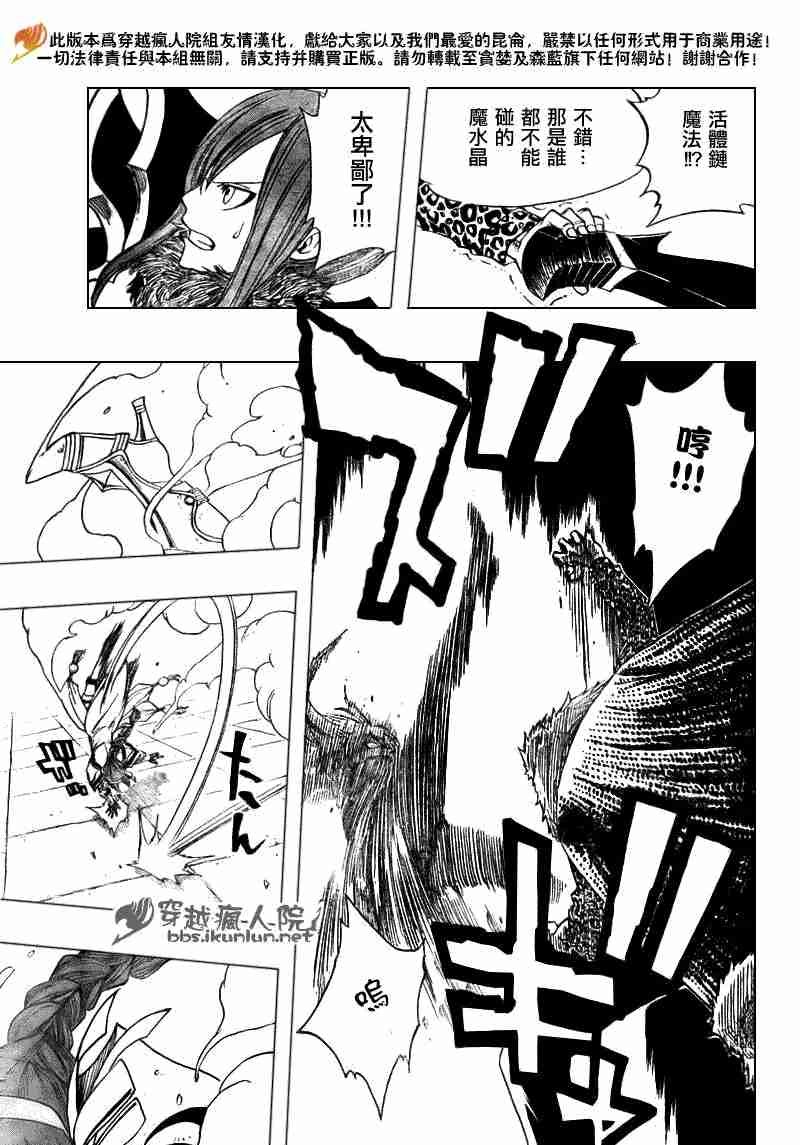 此版本爲穿越瘋人院組友情漢化，獻給大家以及我們最愛的昆侖，嚴禁以任何形式用于商業用途！
一切法律責任與本組無關，請支持并購買正版。請勿轉載至貪婪及森藍旗下任何網站！謝謝合作！
活體鏈
魔法!!?
不錯…
那是誰
都不能
碰的
魔水晶
太卑
鄙了!!!
哼!!!
たん
嗚
穿越瘋人院
bbs.ikunlun.net